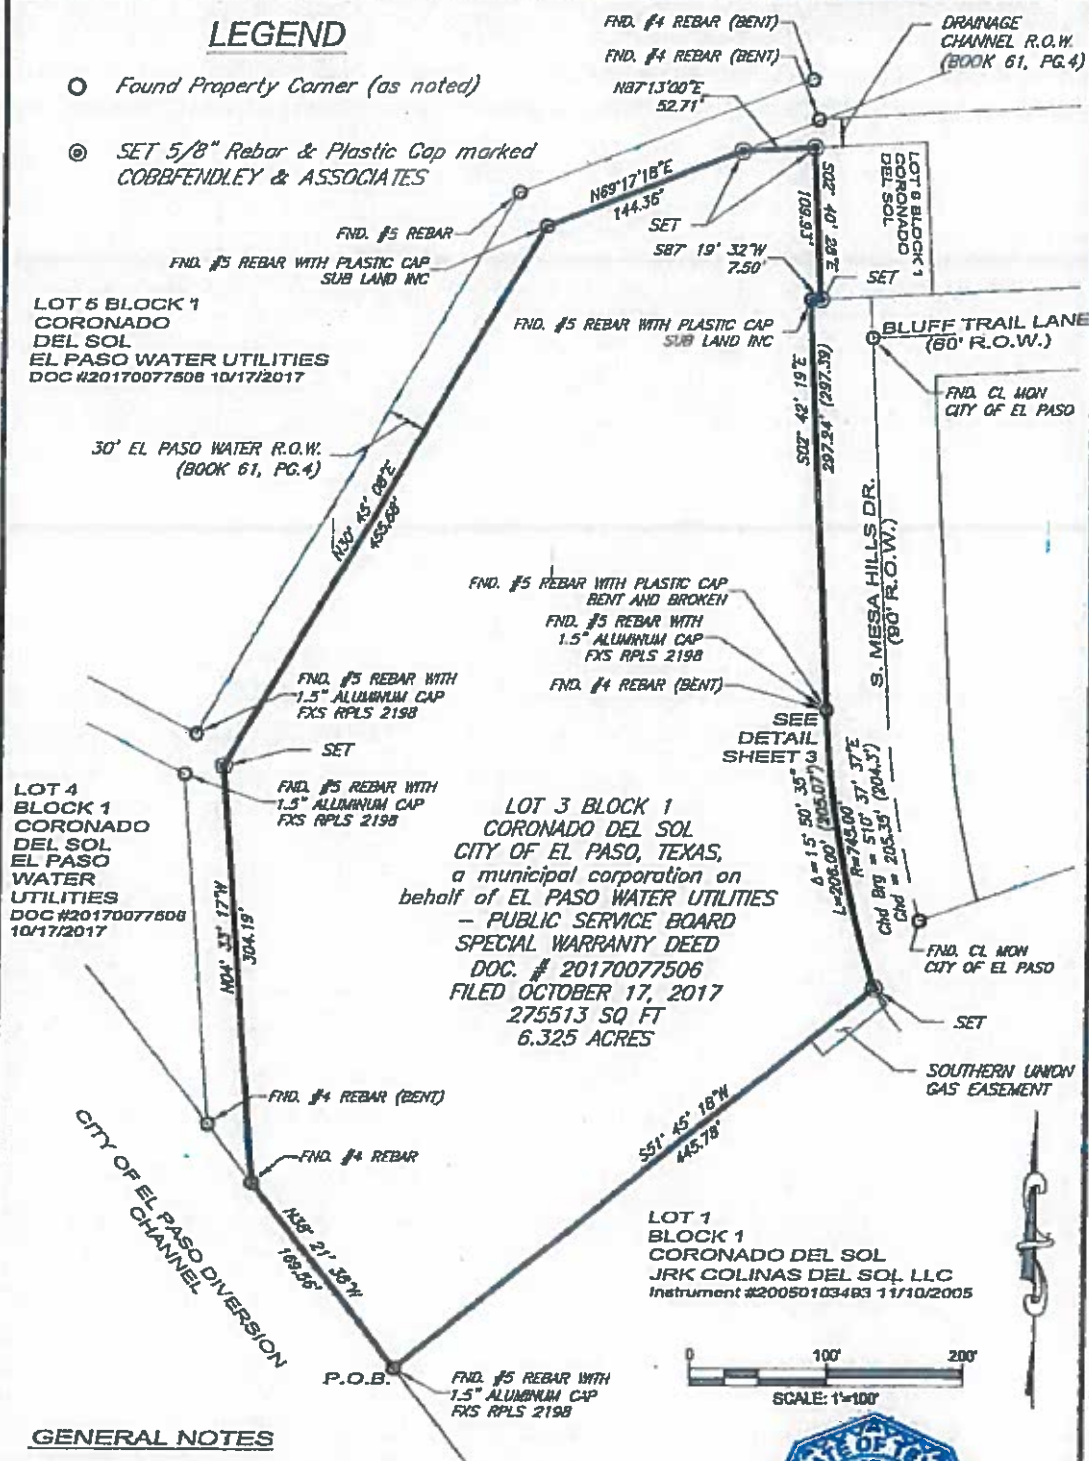 LEGEND
Found Property Corner (as noted)
SET 5/8" Rebar & Plastic Cap marked
COBBFENDLEY & ASSOCIATES
FND. #4 REBAR (BENT)
FND. #4 REBAR (BENT)
N87°13'00"E
52.71'
DRAINAGE
CHANNEL R.O.W.
(BOOK 61, PG.4)
N69°17'18"E
144.36'
SET
FND. #5 REBAR
FND. #5 REBAR WITH PLASTIC CAP
SUB LAND INC
S02° 40' 28"E
109.93'
LOT 6 BLOCK 1
CORONADO
DEL SOL
S87° 19' 32"W
7.50'
SET
LOT 5 BLOCK 1
CORONADO
DEL SOL
EL PASO WATER UTILITIES
DOC #20170077508 10/17/2017
FND. #5 REBAR WITH PLASTIC CAP
SUB LAND INC
BLUFF TRAIL LANE
(60' R.O.W.)
FND. CL MON
CITY OF EL PASO
S02° 42' 19"E
297.24' (297.39)
30' EL PASO WATER R.O.W.
(BOOK 61, PG.4)
N30° 45' 08"E
455.68'
S. MESA HILLS DR.
(90' R.O.W.)
FND. #5 REBAR WITH PLASTIC CAP
BENT AND BROKEN
FND. #5 REBAR WITH
1.5" ALUMINUM CAP
FXS RPLS 2198
FND. #4 REBAR (BENT)
SEE
DETAIL
SHEET 3
FND. #5 REBAR WITH
1.5" ALUMINUM CAP
FXS RPLS 2198
SET
FND. #5 REBAR WITH
1.5" ALUMINUM CAP
FXS RPLS 2198
Δ=15° 50' 35"
L=206.00' (205.07')
R=745.00'
Chd Brg = S10° 37' 37"E
Chd = 205.35' (204.3')
LOT 4
BLOCK 1
CORONADO
DEL SOL
EL PASO
WATER
UTILITIES
DOC #20170077508
10/17/2017
LOT 3 BLOCK 1
CORONADO DEL SOL
CITY OF EL PASO, TEXAS,
a municipal corporation on
behalf of EL PASO WATER UTILITIES
– PUBLIC SERVICE BOARD
SPECIAL WARRANTY DEED
DOC. # 20170077506
FILED OCTOBER 17, 2017
275513 SQ FT
6.325 ACRES
N04° 33' 17"W
304.19'
FND. CL MON
CITY OF EL PASO
SET
SOUTHERN UNION
GAS EASEMENT
FND. #4 REBAR (BENT)
FND. #4 REBAR
S51° 45' 18"W
445.78'
CITY OF EL PASO DIVERSION
CHANNEL
N38° 21' 36"W
169.56'
LOT 1
BLOCK 1
CORONADO DEL SOL
JRK COLINAS DEL SOL LLC
Instrument #20050103493 11/10/2005
P.O.B.
FND. #5 REBAR WITH
1.5" ALUMINUM CAP
FXS RPLS 2198
0 100' 200'
SCALE: 1"=100'
GENERAL NOTES